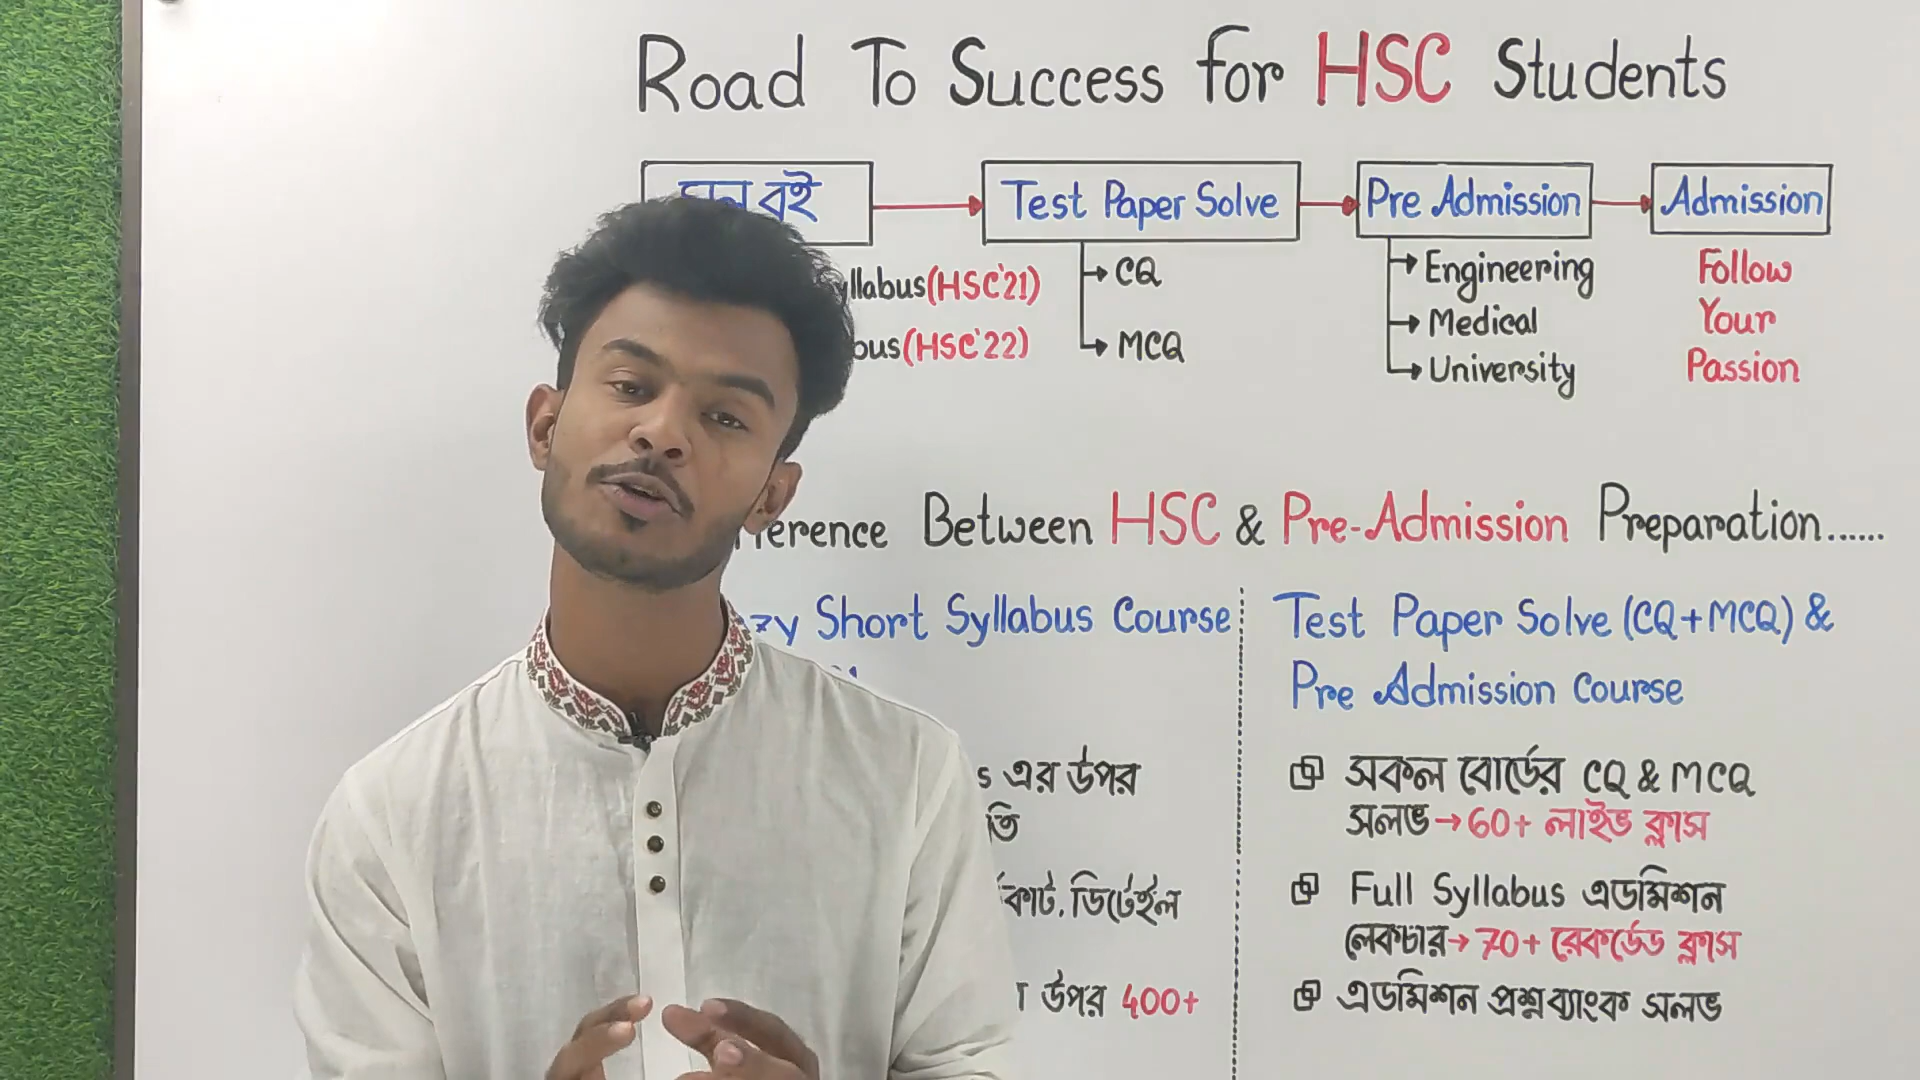 Road To Success for HSC Students
মূল বই
Test Paper Solve
Pre Admission
Admission
(HSC'21)
(HSC'22)
CQ
MCQ
Engineering
Medical
University
Follow
Your
Passion
Between HSC & Pre-Admission Preparation......
Short Syllabus Course
এর উপর
ডিটেইল
উপর 400+
Test Paper Solve (CQ+MCQ) &
Pre Admission Course
সকল বোর্ডের CQ & MCQ
সলভ→60+ লাইভ ক্লাস
Full Syllabus এডমিশন
লেকচার→70+ রেকর্ডেড ক্লাস
এডমিশন প্রশ্নব্যাংক সলভ